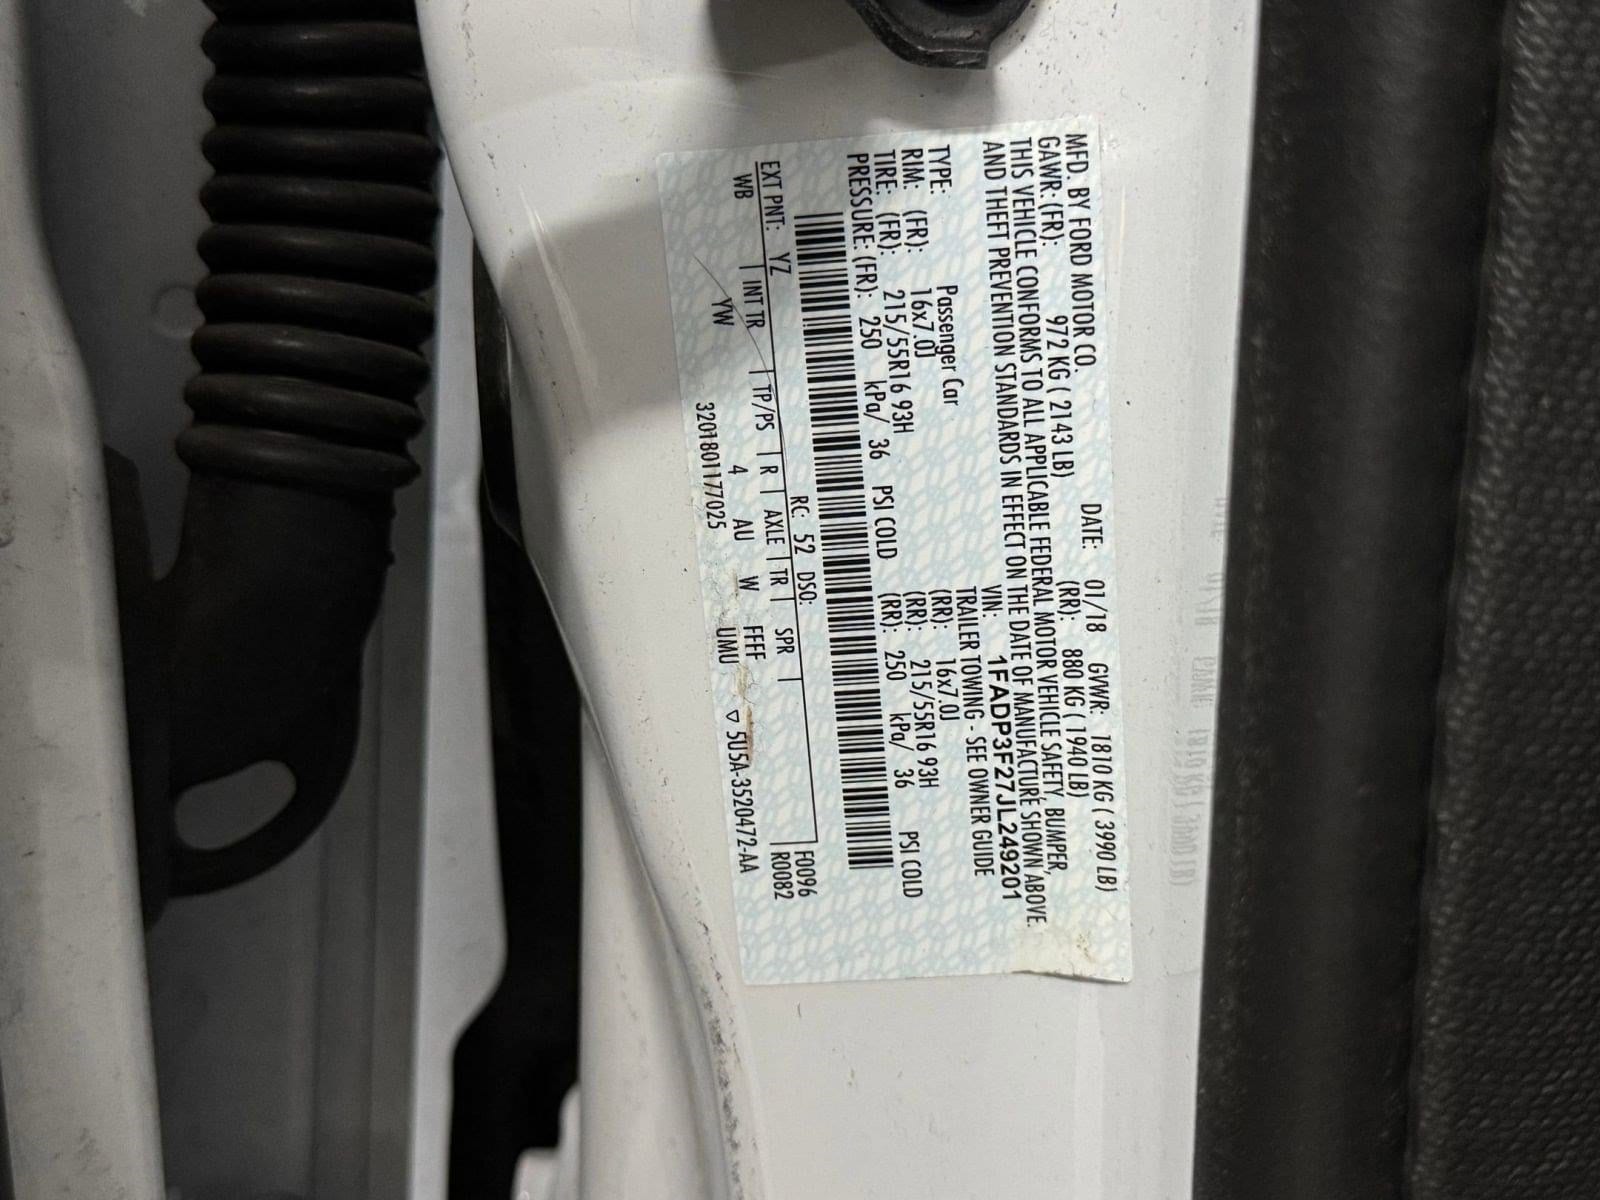 MFD. BY FORD MOTOR CO. DATE: 01/18 GVWR: 1810 KG ( 3990 LB)
GAWR: (FR): 972 KG ( 2143 LB) (RR): 880 KG ( 1940 LB)
THIS VEHICLE CONFORMS TO ALL APPLICABLE FEDERAL MOTOR VEHICLE SAFETY, BUMPER,
AND THEFT PREVENTION STANDARDS IN EFFECT ON THE DATE OF MANUFACTURE SHOWN ABOVE.
VIN: 1FADP3F27JL249201
TYPE: Passenger Car TRAILER TOWING - SEE OWNER GUIDE
RIM: (FR): 16x7.0J (RR): 16x7.0J
TIRE: (FR): 215/55R16 93H (RR): 215/55R16 93H
PRESSURE: (FR): 250 kPa/ 36 PSI COLD (RR): 250 kPa/ 36 PSI COLD
F0096
RC: 52 DSO: R0082
EXT PNT: YZ
WB | INT TR | TP/PS | R | AXLE | TR | SPR |
YW 4 AU W FFFF
320180117 7025 UMU ▽ 5U5A-3520472-AA